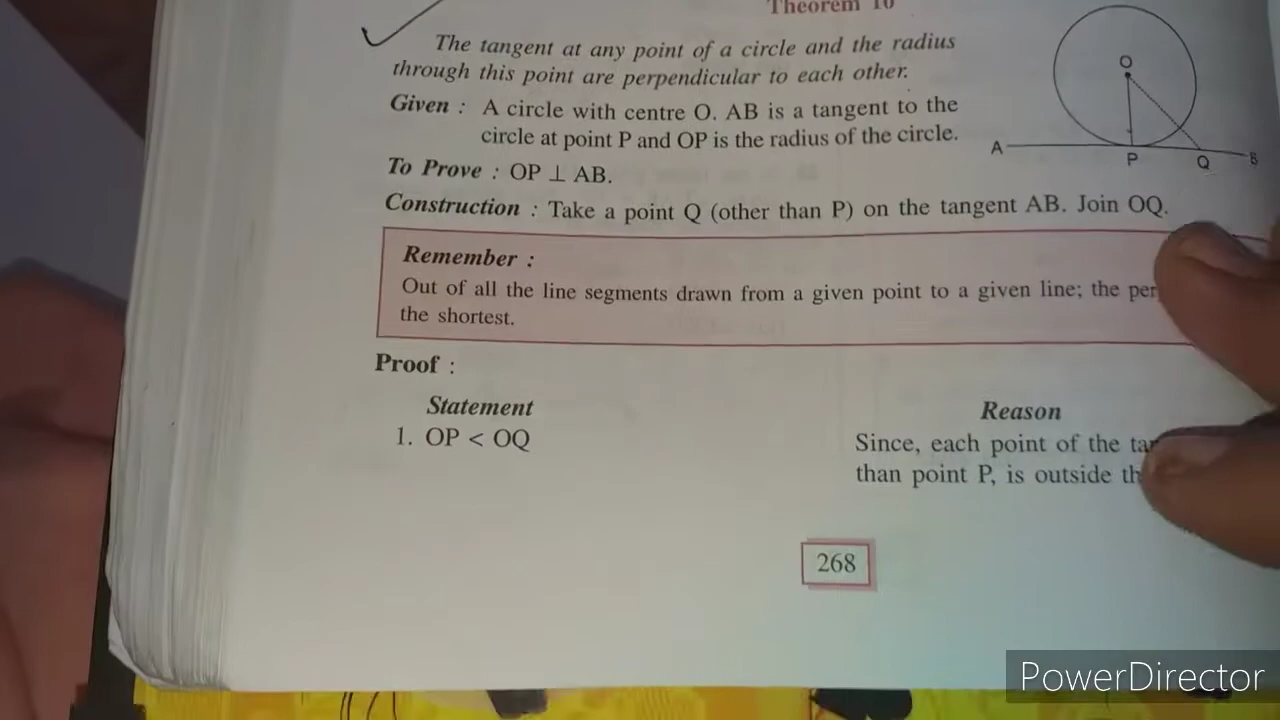 Theorem 10
The tangent at any point of a circle and the radius
through this point are perpendicular to each other.
Given : A circle with centre O. AB is a tangent to the
circle at point P and OP is the radius of the circle.
To Prove : OP ⊥ AB.
Construction : Take a point Q (other than P) on the tangent AB. Join OQ.
O
A
P
Q
B
Remember :
Out of all the line segments drawn from a given point to a given line; the per
the shortest.
Proof :
Statement
1. OP < OQ
Reason
Since, each point of the
than point P, is outside
268
PowerDirector